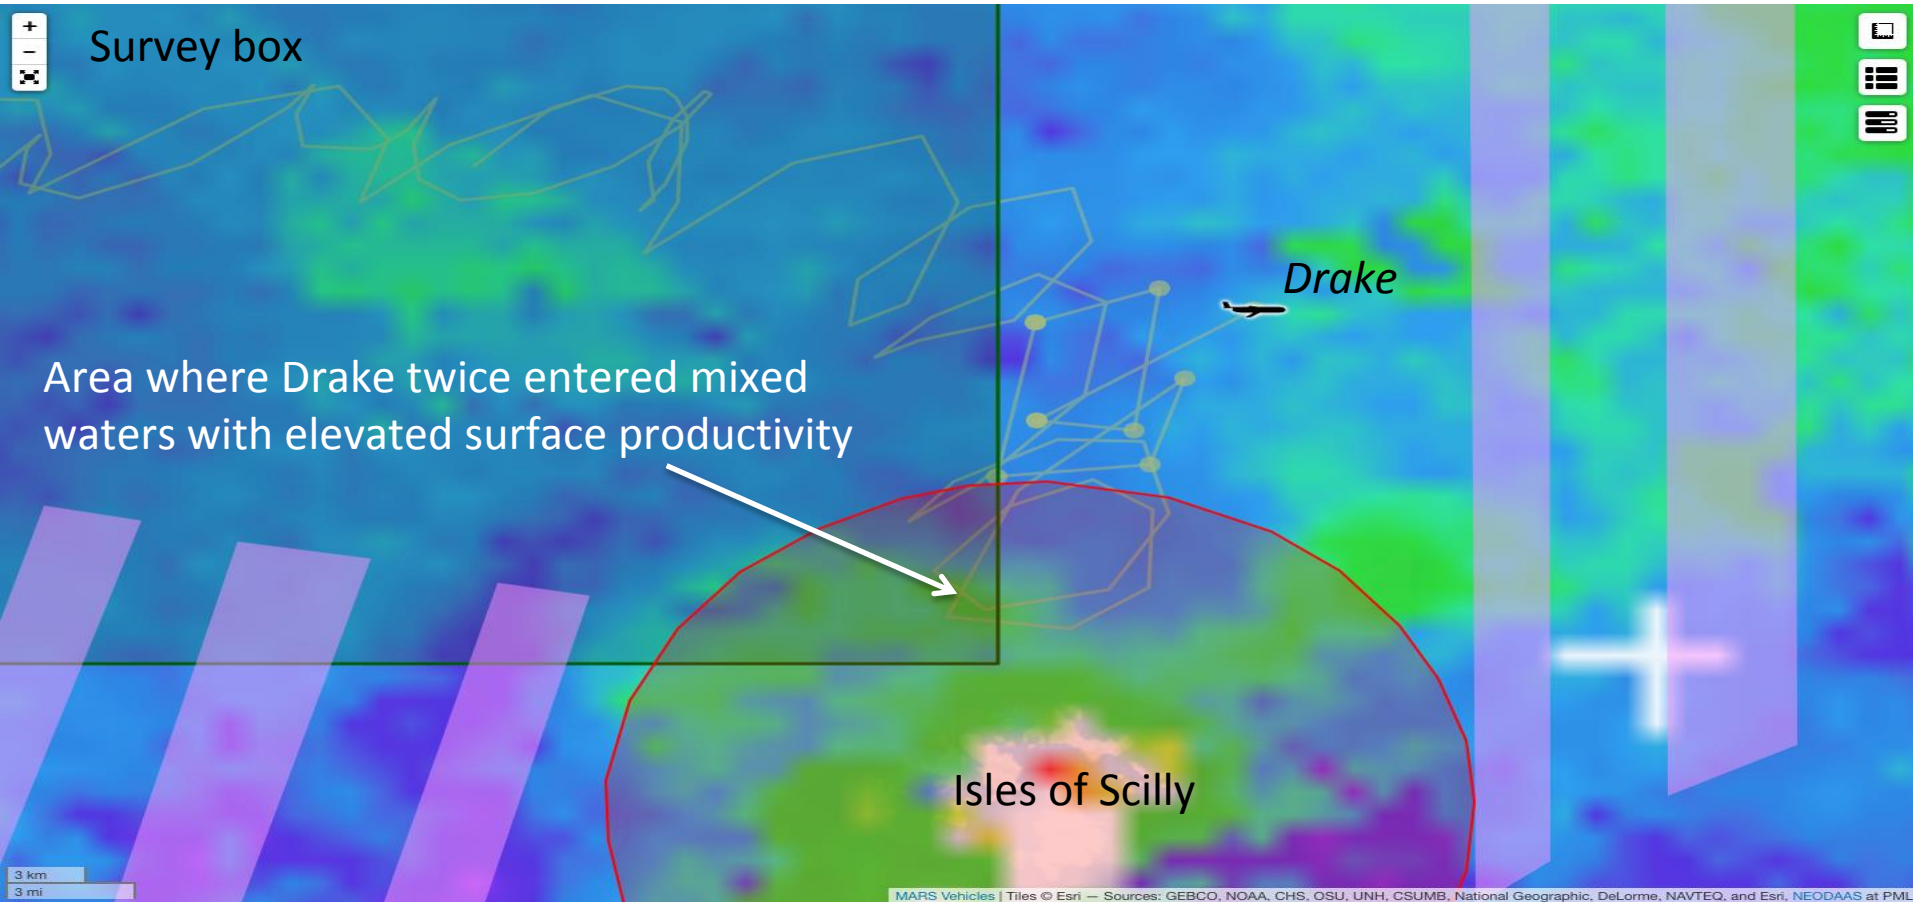 +
−
Survey box
Drake
Area where Drake twice entered mixed
waters with elevated surface productivity
Isles of Scilly
3 km
3 mi
MARS Vehicles | Tiles © Esri — Sources: GEBCO, NOAA, CHS, OSU, UNH, CSUMB, National Geographic, DeLorme, NAVTEQ, and Esri, NEODAAS at PML